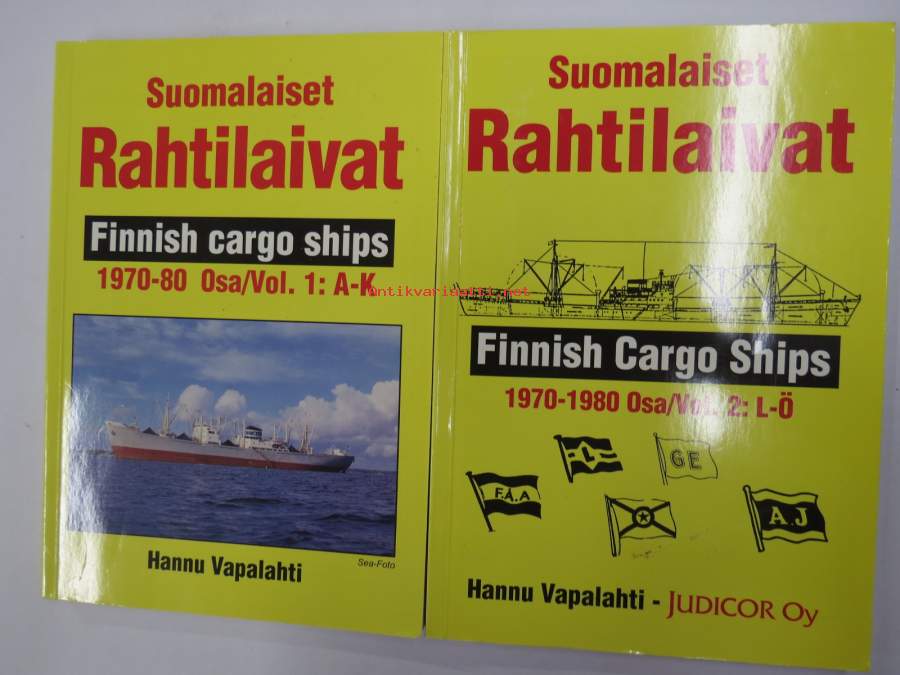 Suomalaiset
Rahtilaivat
Finnish cargo ships
1970-80 Osa/Vol. 1: A-K
Hannu Vapalahti
Sea-Foto
Suomalaiset
Rahtilaivat
Finnish Cargo Ships
1970-1980 Osa/Vol. 2: L-Ö
L
GE
F.Å.A
A.J
Hannu Vapalahti - JUDICOR OY
Antikvariaatti.net